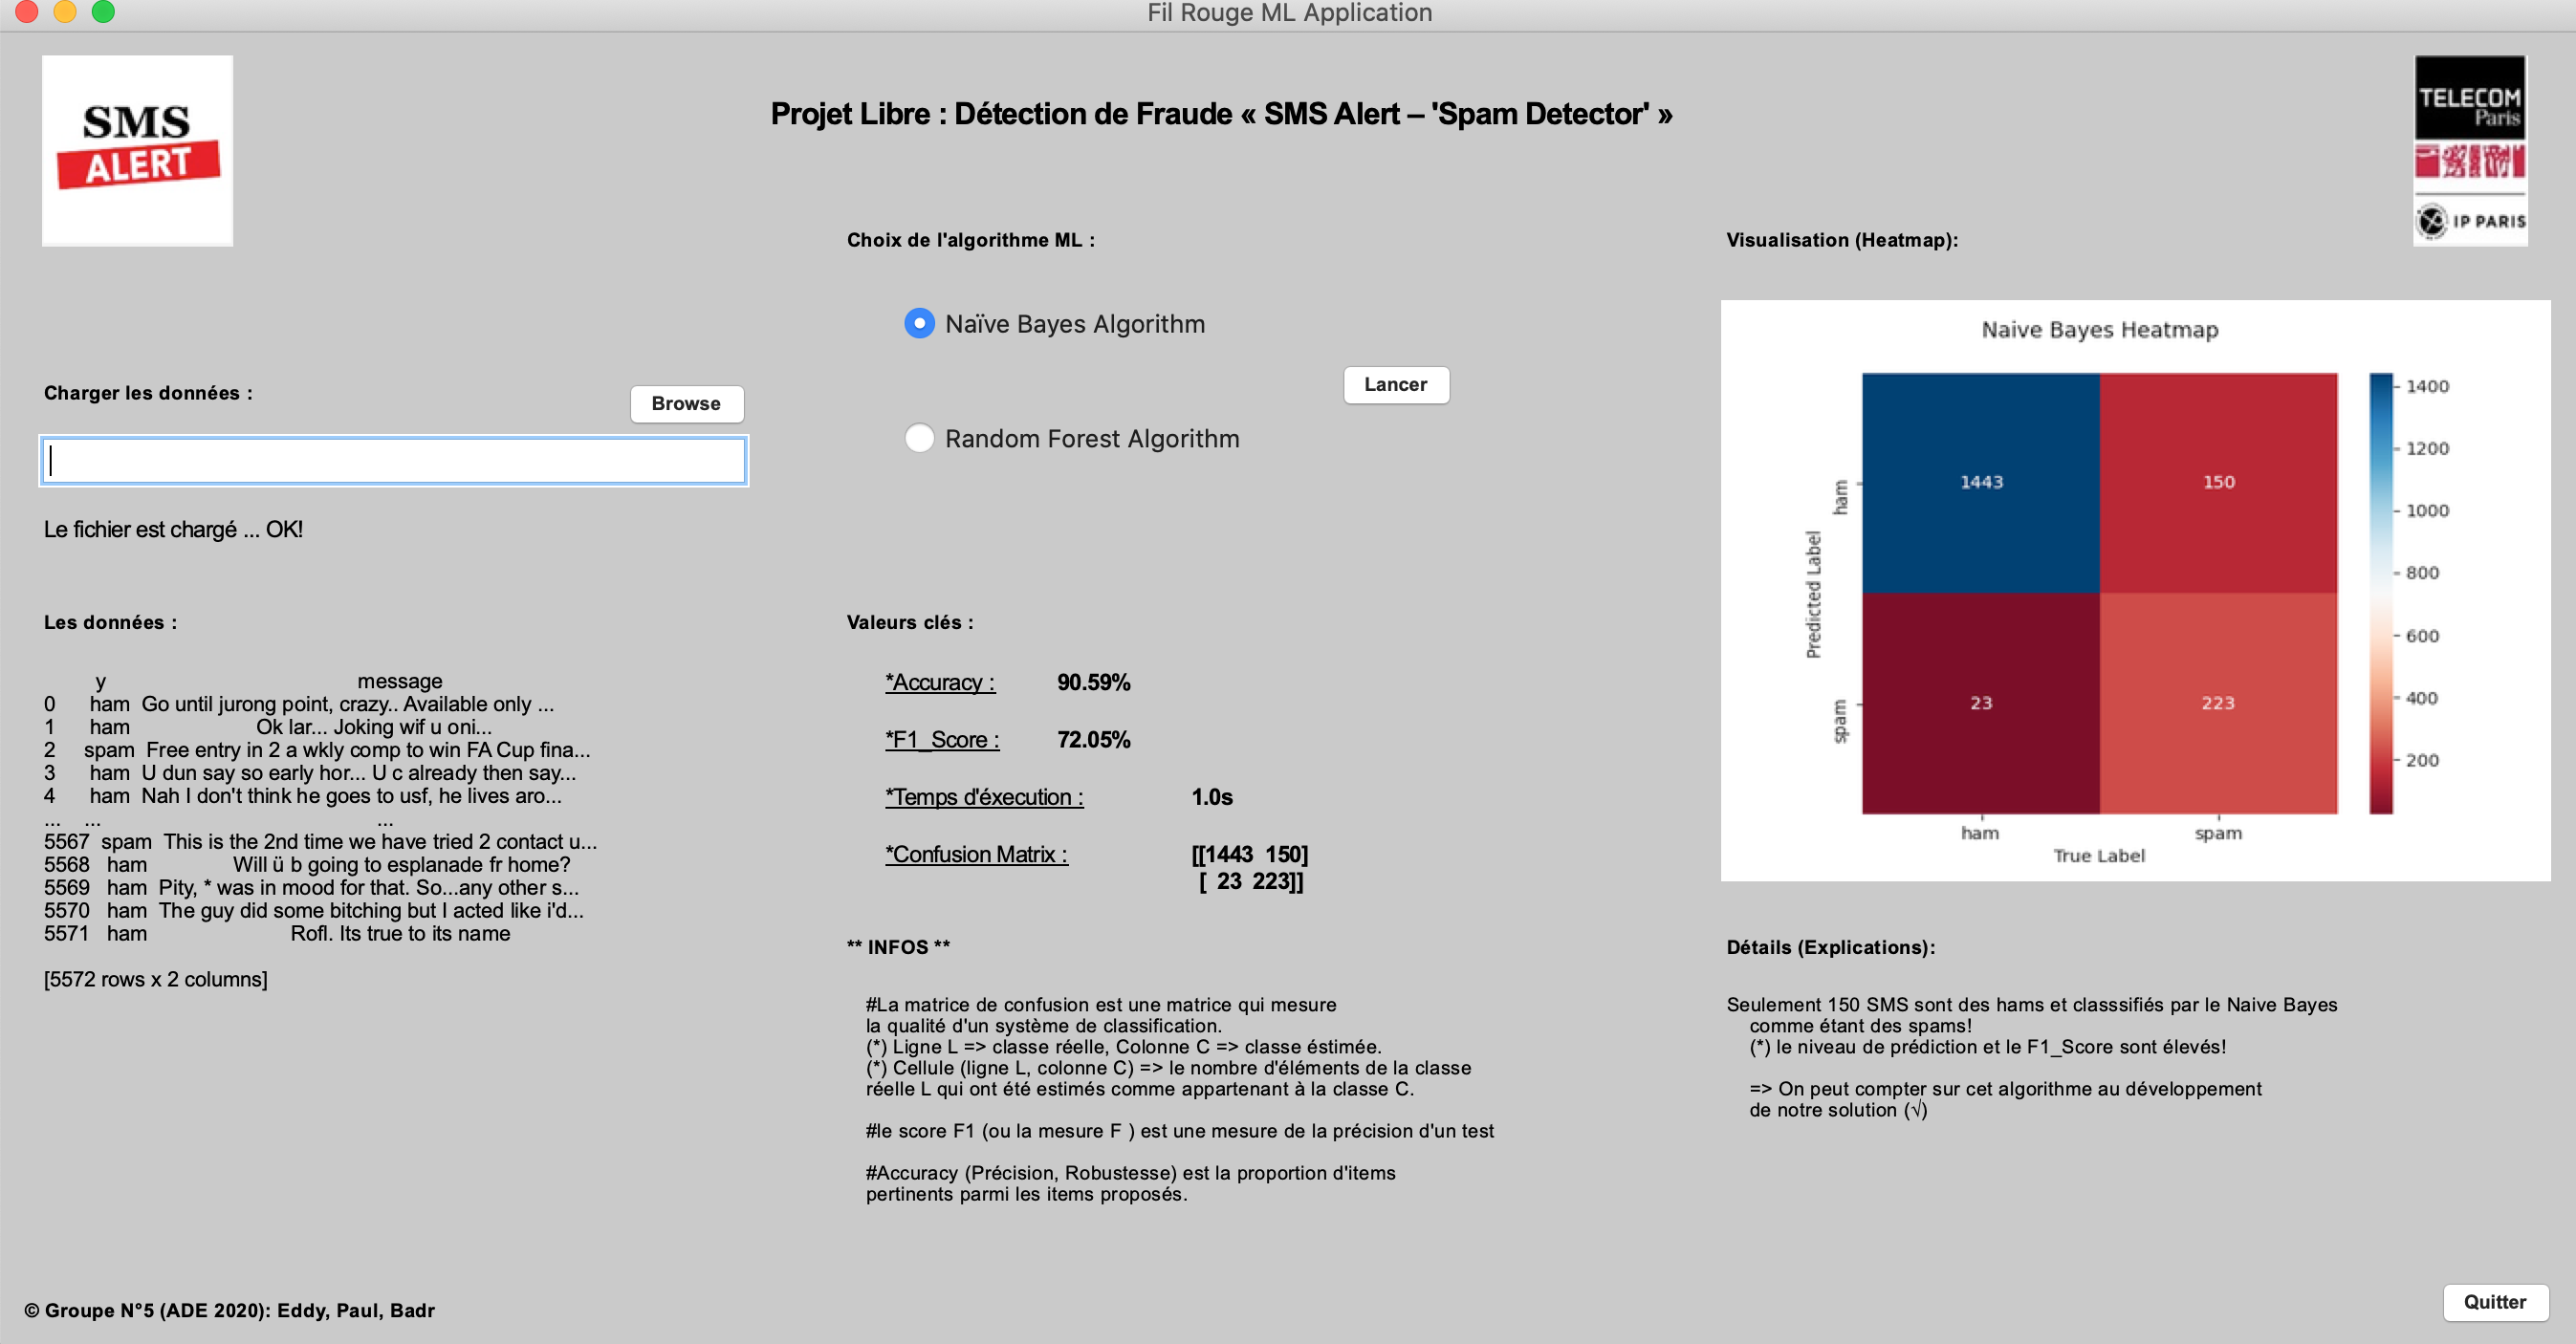 Fil Rouge ML Application
SMS
ALERT
Projet Libre : Détection de Fraude « SMS Alert – 'Spam Detector' »
TELECOM
Paris
IP PARIS
Charger les données :
Browse
Le fichier est chargé ... OK!
Les données :
y message
0 ham Go until jurong point, crazy.. Available only ...
1 ham Ok lar... Joking wif u oni...
2 spam Free entry in 2 a wkly comp to win FA Cup fina...
3 ham U dun say so early hor... U c already then say...
4 ham Nah I don't think he goes to usf, he lives aro...
... ... ...
5567 spam This is the 2nd time we have tried 2 contact u...
5568 ham Will ü b going to esplanade fr home?
5569 ham Pity, * was in mood for that. So...any other s...
5570 ham The guy did some bitching but I acted like i'd...
5571 ham Rofl. Its true to its name
[5572 rows x 2 columns]
Choix de l'algorithme ML :
Naïve Bayes Algorithm
Lancer
Random Forest Algorithm
Valeurs clés :
*Accuracy : 90.59%
*F1_Score : 72.05%
*Temps d'éxecution : 1.0s
*Confusion Matrix : [[1443 150]
[ 23 223]]
** INFOS **
#La matrice de confusion est une matrice qui mesure
la qualité d'un système de classification.
(*) Ligne L => classe réelle, Colonne C => classe éstimée.
(*) Cellule (ligne L, colonne C) => le nombre d'éléments de la classe
réelle L qui ont été estimés comme appartenant à la classe C.
#le score F1 (ou la mesure F ) est une mesure de la précision d'un test
#Accuracy (Précision, Robustesse) est la proportion d'items
pertinents parmi les items proposés.
Visualisation (Heatmap):
Naive Bayes Heatmap
1443
150
23
223
ham
spam
Predicted Label
ham
spam
True Label
1400
1200
1000
800
600
400
200
Détails (Explications):
Seulement 150 SMS sont des hams et classsifiés par le Naive Bayes
comme étant des spams!
(*) le niveau de prédiction et le F1_Score sont élevés!
=> On peut compter sur cet algorithme au développement
de notre solution (√)
© Groupe N°5 (ADE 2020): Eddy, Paul, Badr
Quitter